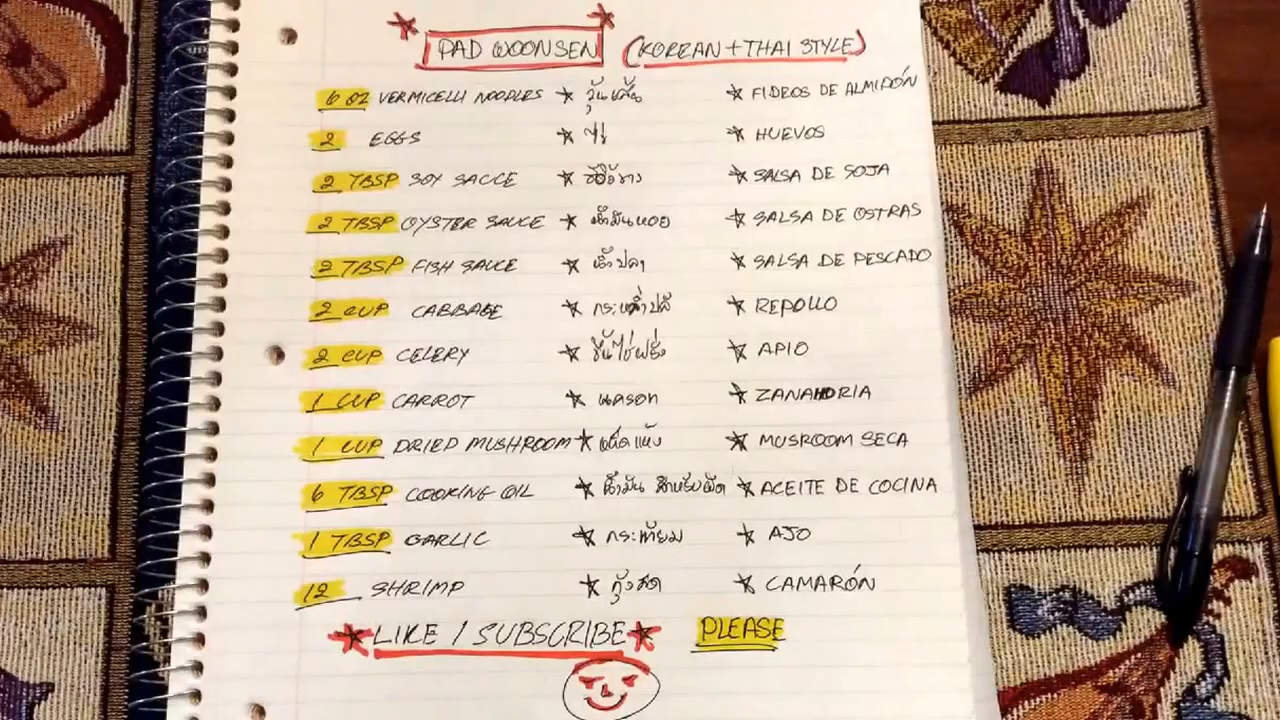 PAD WOONSEN (KOREAN + THAI STYLE)
6 OZ VERMICELLI NOODLES ★ วุ้นเส้น ★ FIDEOS DE ALMIDÓN
2 EGGS ★ ไข่ ★ HUEVOS
2 TBSP SOY SAUCE ★ ซีอิ้วขาว ★ SALSA DE SOJA
2 TBSP OYSTER SAUCE ★ น้ำมันหอย ★ SALSA DE OSTRAS
2 TBSP FISH SAUCE ★ น้ำปลา ★ SALSA DE PESCADO
2 CUP CABBAGE ★ กระหล่ำปลี ★ REPOLLO
2 CUP CELERY ★ ขึ้นไฃ่ฝรั่ง ★ APIO
1 CUP CARROT ★ แครอท ★ ZANAHORIA
1 CUP DRIED MUSHROOM ★ เห็ดแห้ง ★ MUSROOM SECA
6 TBSP COOKING OIL ★ น้ำมัน สำหรับผัด ★ ACEITE DE COCINA
1 TBSP GARLIC ★ กระเทียม ★ AJO
12 SHRIMP ★ กุ้งสด ★ CAMARÓN
★ LIKE / SUBSCRIBE ★ PLEASE